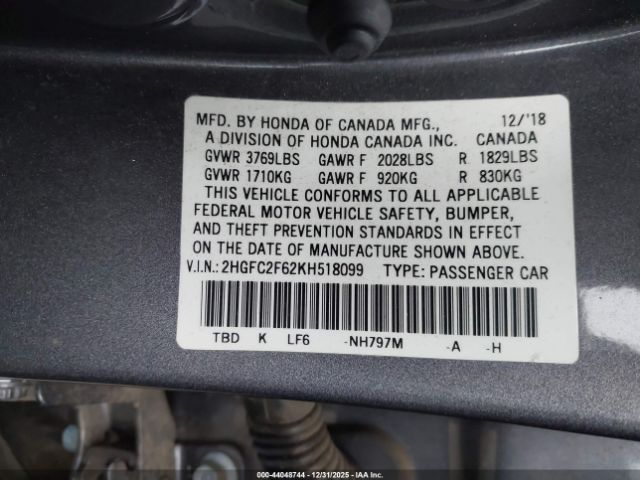 MFD. BY HONDA OF CANADA MFG., 12/'18
A DIVISION OF HONDA CANADA INC. CANADA
GVWR 3769LBS GAWR F 2028LBS R 1829LBS
GVWR 1710KG GAWR F 920KG R 830KG
THIS VEHICLE CONFORMS TO ALL APPLICABLE
FEDERAL MOTOR VEHICLE SAFETY, BUMPER,
AND THEFT PREVENTION STANDARDS IN EFFECT
ON THE DATE OF MANUFACTURE SHOWN ABOVE.
V.I.N.: 2HGFC2F62KH518099 TYPE: PASSENGER CAR
TBD K LF6 -NH797M -A -H
000-44048744 - 12/31/2025 - IAA Inc.